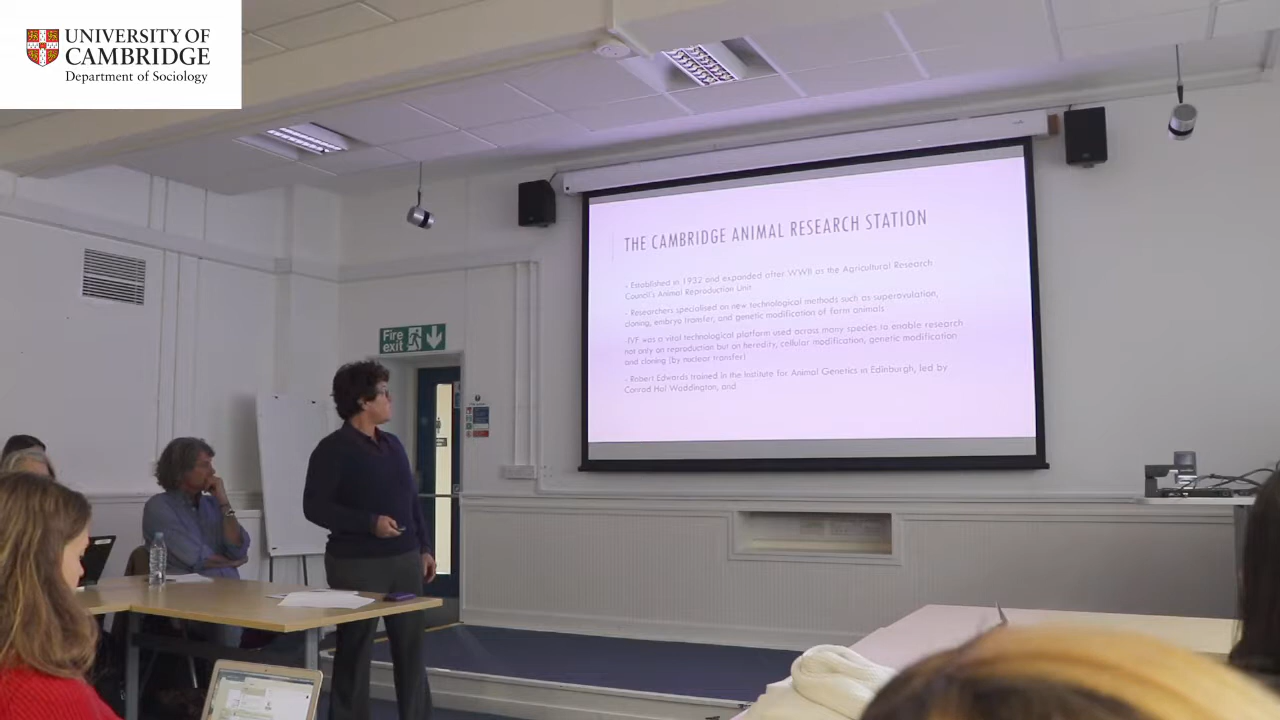 UNIVERSITY OF
CAMBRIDGE
Department of Sociology
THE CAMBRIDGE ANIMAL RESEARCH STATION
- Established in 1932 and expanded after WWII as the Agricultural Research
Council's Animal Reproduction Unit
- Researchers specialised on new technological methods such as superovulation,
cloning, embryo transfer, and genetic modification of farm animals
-IVF was a vital technological platform used across many species to enable research
not only on reproduction but on heredity, cellular modification, genetic modification
and cloning (by nuclear transfer)
- Robert Edwards trained in the Institute for Animal Genetics in Edinburgh, led by
Conrad Hal Waddington, and
Fire
exit